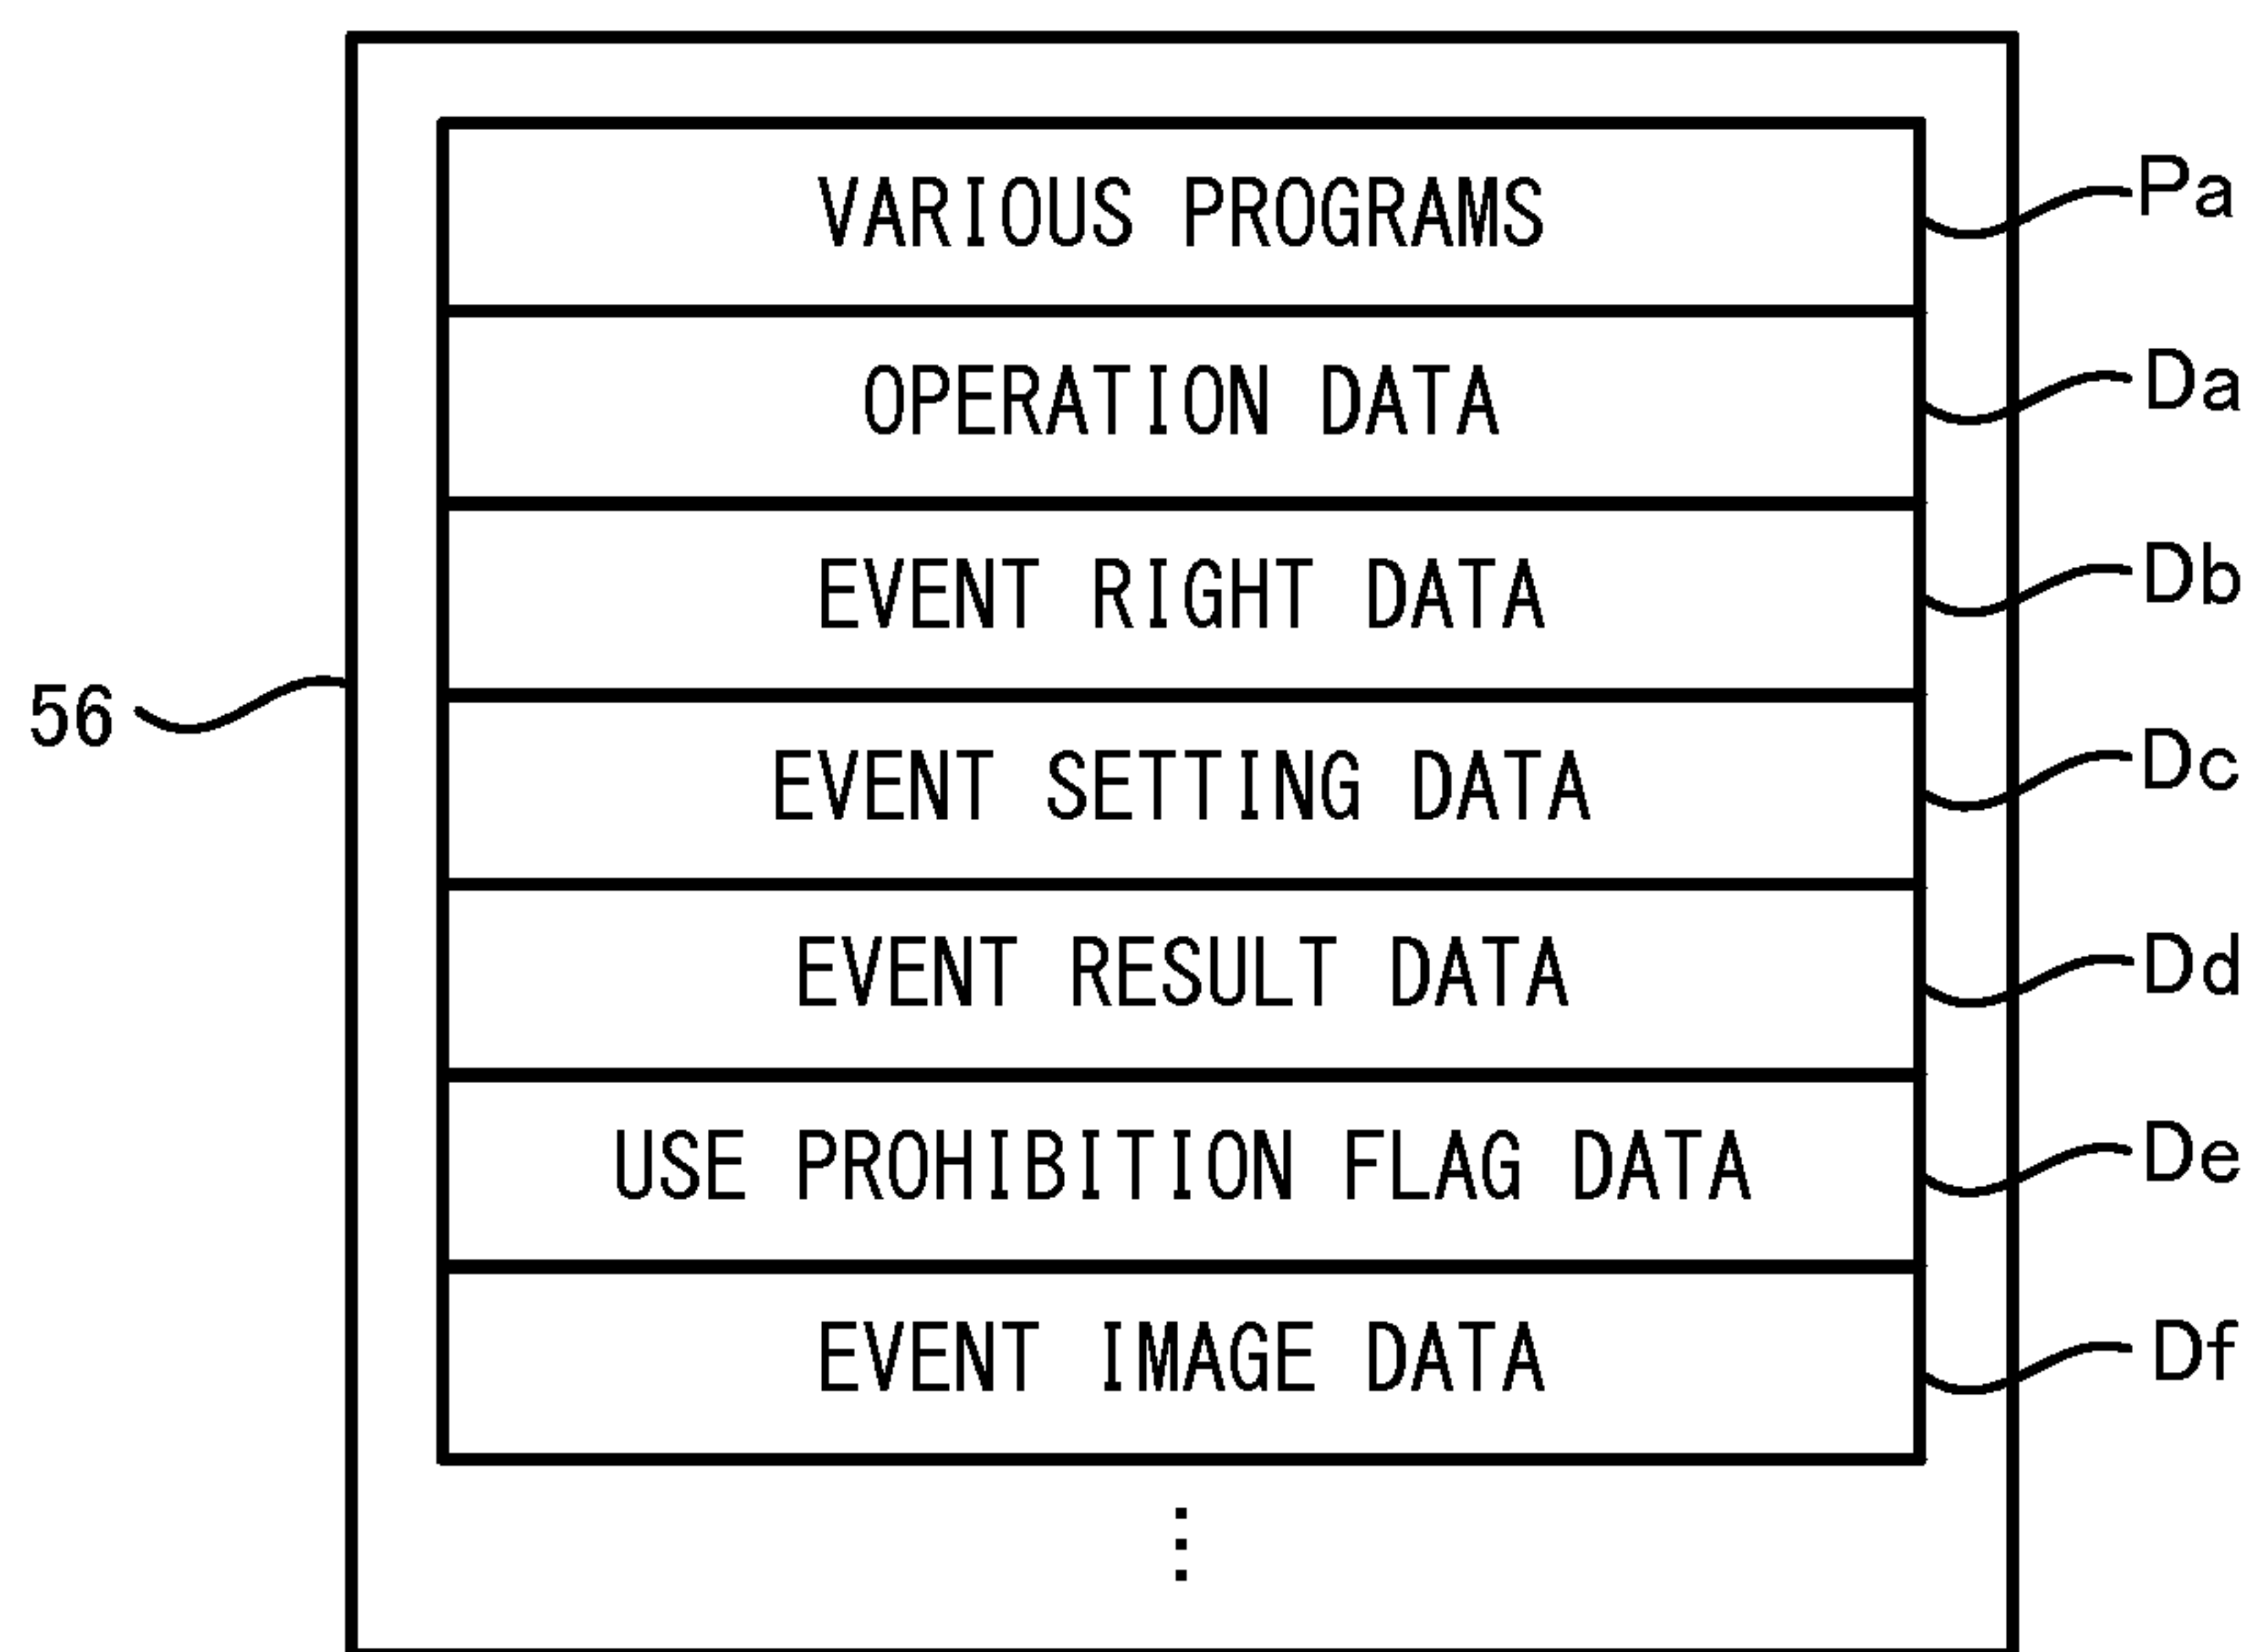 VARIOUS PROGRAMS Pa
OPERATION DATA Da
EVENT RIGHT DATA Db
56
EVENT SETTING DATA Dc
EVENT RESULT DATA Dd
USE PROHIBITION FLAG DATA De
EVENT IMAGE DATA Df
⋮